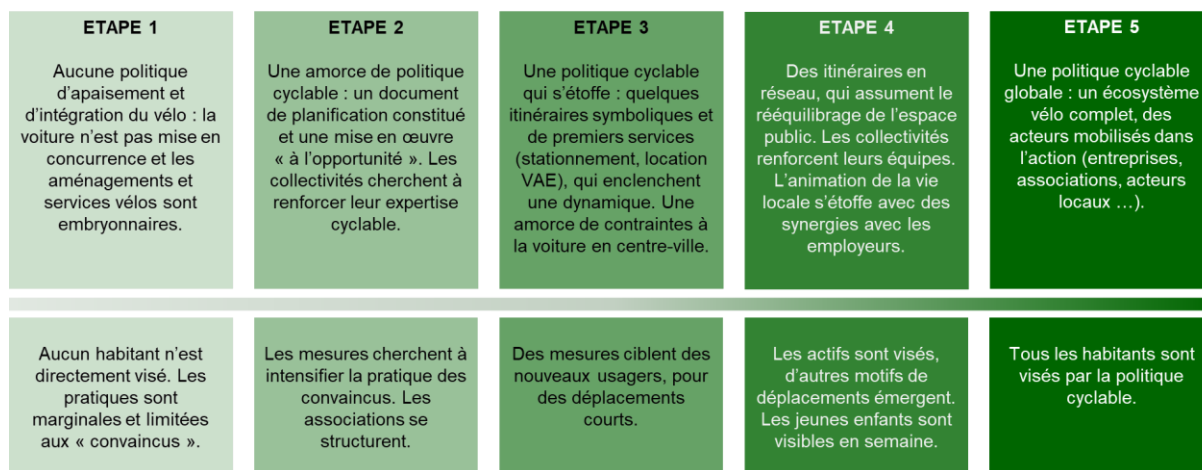 ETAPE 1
Aucune politique
d’apaisement et
d’intégration du vélo : la
voiture n’est pas mise en
concurrence et les
aménagements et
services vélos sont
embryonnaires.
ETAPE 2
Une amorce de politique
cyclable : un document
de planification constitué
et une mise en œuvre
« à l’opportunité ». Les
collectivités cherchent à
renforcer leur expertise
cyclable.
ETAPE 3
Une politique cyclable
qui s’étoffe : quelques
itinéraires symboliques et
de premiers services
(stationnement, location
VAE), qui enclenchent
une dynamique. Une
amorce de contraintes à
la voiture en centre-ville.
ETAPE 4
Des itinéraires en
réseau, qui assument le
rééquilibrage de l’espace
public. Les collectivités
renforcent leurs équipes.
L’animation de la vie
locale s’étoffe avec des
synergies avec les
employeurs.
ETAPE 5
Une politique cyclable
globale : un écosystème
vélo complet, des
acteurs mobilisés dans
l’action (entreprises,
associations, acteurs
locaux …).
Aucun habitant n’est
directement visé. Les
pratiques sont
marginales et limitées
aux « convaincus ».
Les mesures cherchent à
intensifier la pratique des
convaincus. Les
associations se
structurent.
Des mesures ciblent des
nouveaux usagers, pour
des déplacements
courts.
Les actifs sont visés,
d’autres motifs de
déplacements émergent.
Les jeunes enfants sont
visibles en semaine.
Tous les habitants sont
visés par la politique
cyclable.